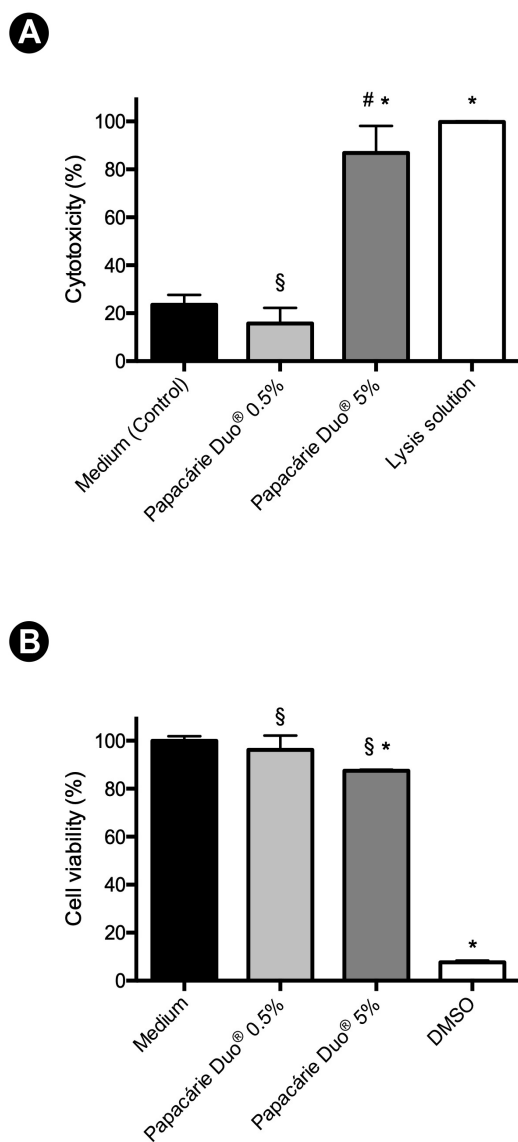 A
Cytotoxicity (%)
100
80
60
40
20
0
§
# *
*
Medium (Control)
Papacárie Duo® 0.5%
Papacárie Duo® 5%
Lysis solution
B
Cell viability (%)
100
80
60
40
20
0
§
§ *
*
Medium
Papacárie Duo® 0.5%
Papacárie Duo® 5%
DMSO